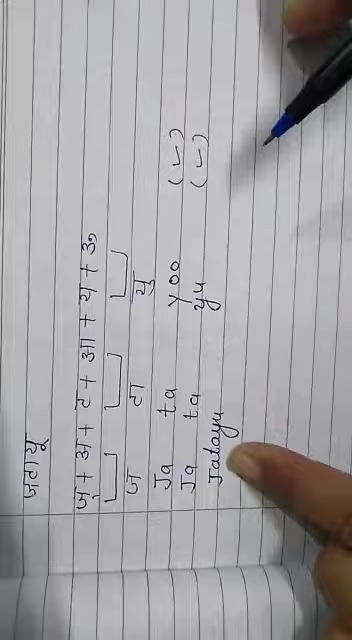 जटायू
ज् + अ + ट + आ + य + ऊ
ज टा यु
Ja ta yoo (✓)
Ja ta yu (✓)
Jatayu